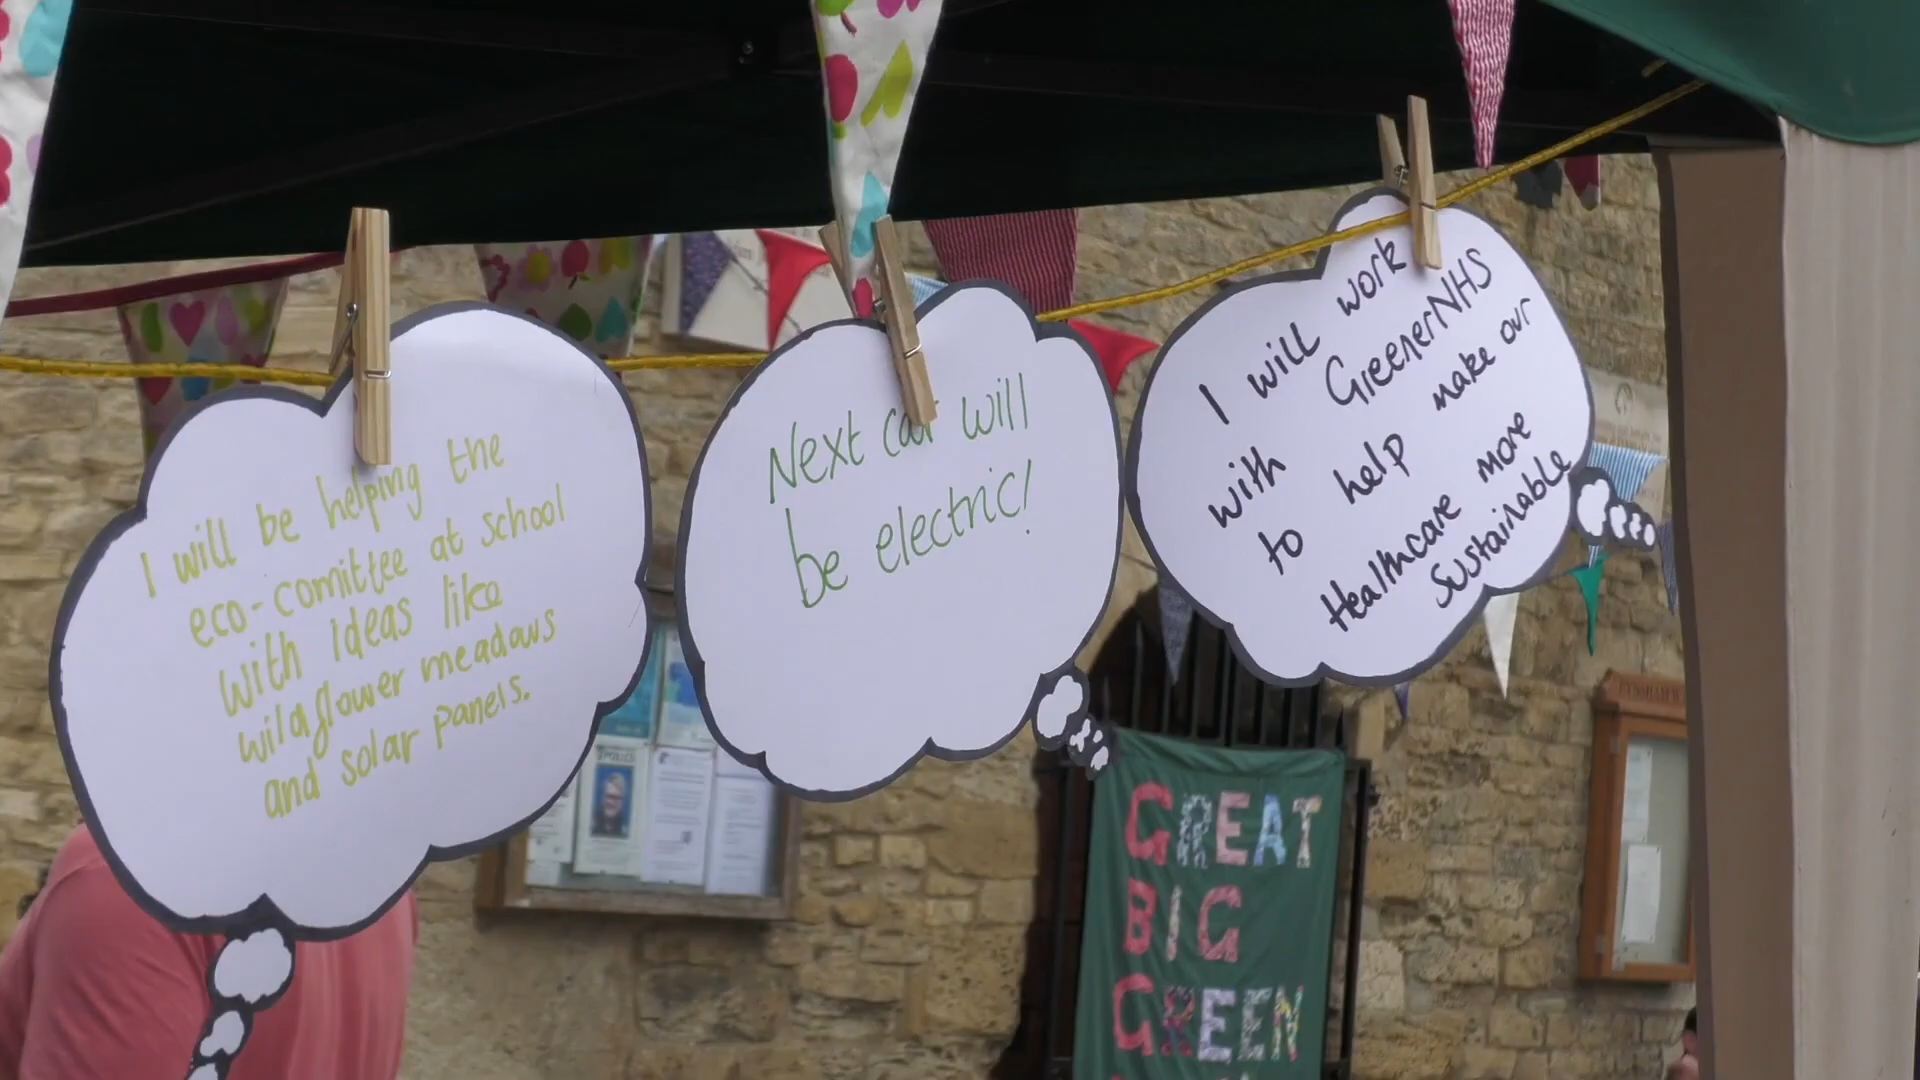 I will be helping the
eco-comittee at school
with ideas like
wildflower meadows
and solar panels.
Next car will
be electric!
I will work
with GreenerNHS
to help make our
Healthcare more
Sustainable
GREAT
BIG
GREEN